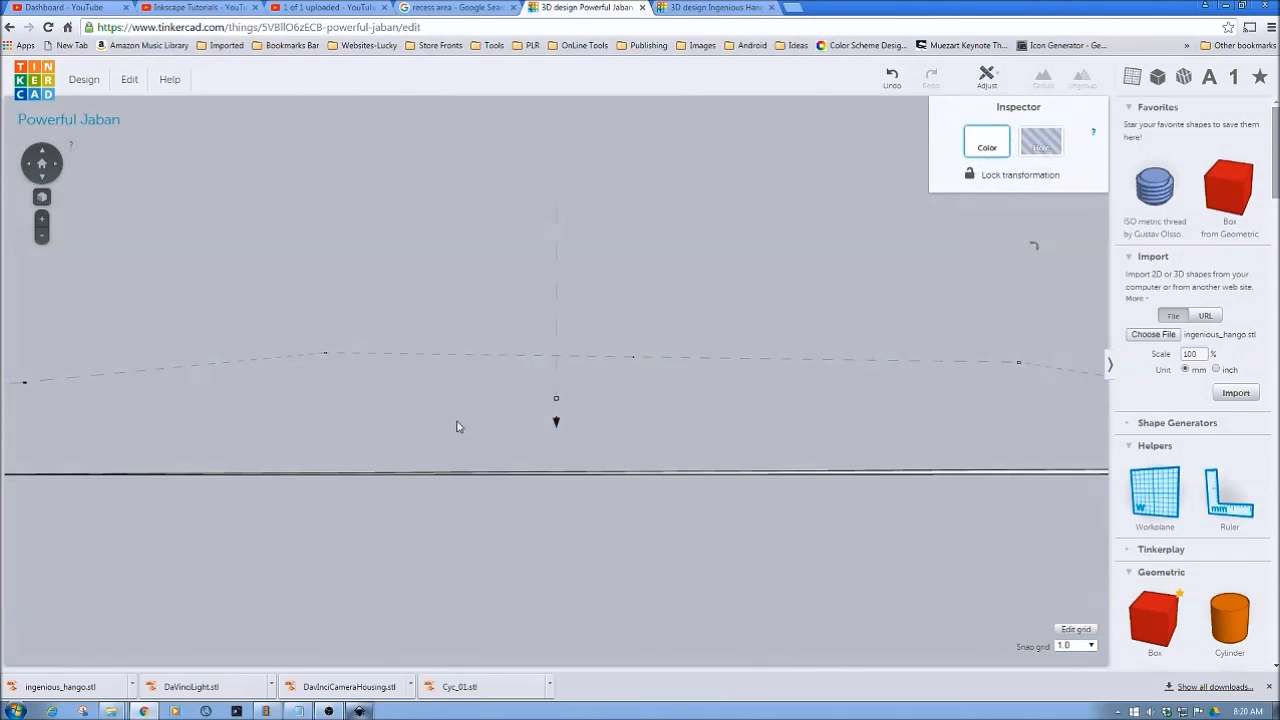 Dashboard - YouTube
Inkscape Tutorials - YouTu
1 of 1 uploaded - YouTube
recess area - Google Sear
3D design Powerful Jaban
3D design Ingenious Hang
https://www.tinkercad.com/things/5VBllO6zECB-powerful-jaban/edit
Apps
New Tab
Amazon Music Library
Imported
Bookmarks Bar
Websites-Lucky
Store Fronts
Tools
PLR
OnLine Tools
Publishing
Images
Android
Ideas
Color Scheme Design...
Muezart Keynote Th...
Icon Generator - Ge...
»
Other bookmarks
TIN
KER
CAD
Design
Edit
Help
Undo
Redo
Adjust
Group
Ungroup
Powerful Jaban
?
Inspector
Color
Hole
?
Lock transformation
Favorites
Star your favorite shapes to save them
here!
ISO metric thread
by Gustav Olsso...
Box
from Geometric
Import
Import 2D or 3D shapes from your
computer or from another web site.
More
File
URL
Choose File
ingenious_hango.stl
Scale
100
%
Unit
mm
inch
Import
Shape Generators
Helpers
W
mm
Workplane
Ruler
Tinkerplay
Geometric
Box
Cylinder
Edit grid
Snap grid
1.0
ingenious_hango.stl
DaVinciLight.stl
DavInciCameraHousing.stl
Cyc_01.stl
Show all downloads...
8:20 AM